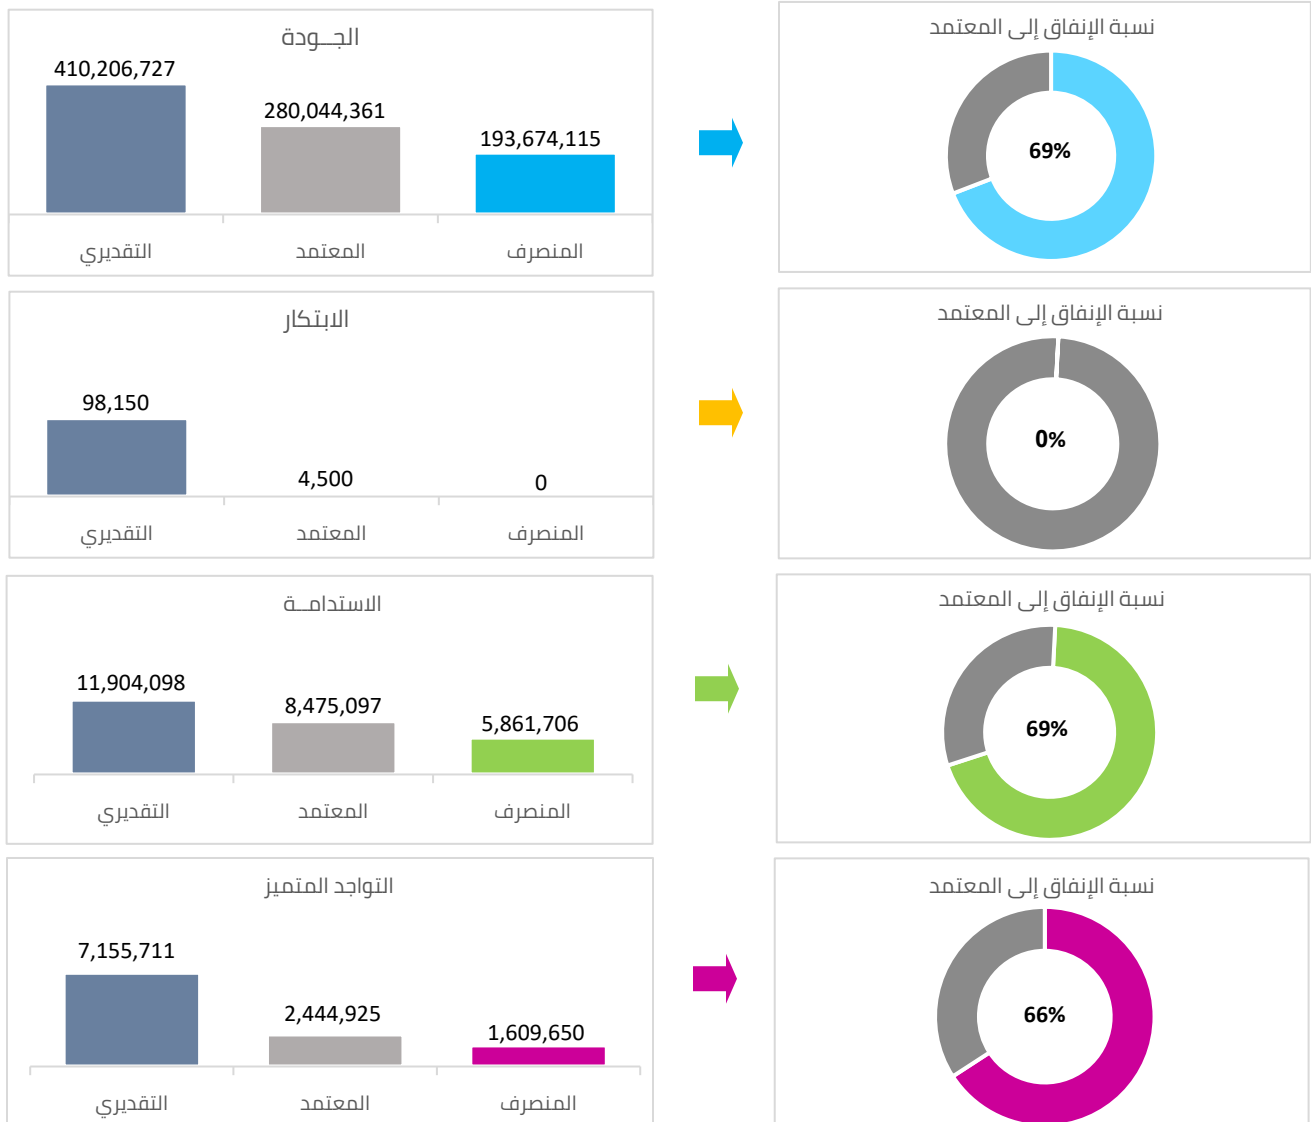 الجــودة
410,206,727
280,044,361
193,674,115
التقديري
المعتمد
المنصرف
نسبة الإنفاق إلى المعتمد
69%
الابتكار
98,150
4,500
0
التقديري
المعتمد
المنصرف
نسبة الإنفاق إلى المعتمد
0%
الاستدامــة
11,904,098
8,475,097
5,861,706
التقديري
المعتمد
المنصرف
نسبة الإنفاق إلى المعتمد
69%
التواجد المتميز
7,155,711
2,444,925
1,609,650
التقديري
المعتمد
المنصرف
نسبة الإنفاق إلى المعتمد
66%